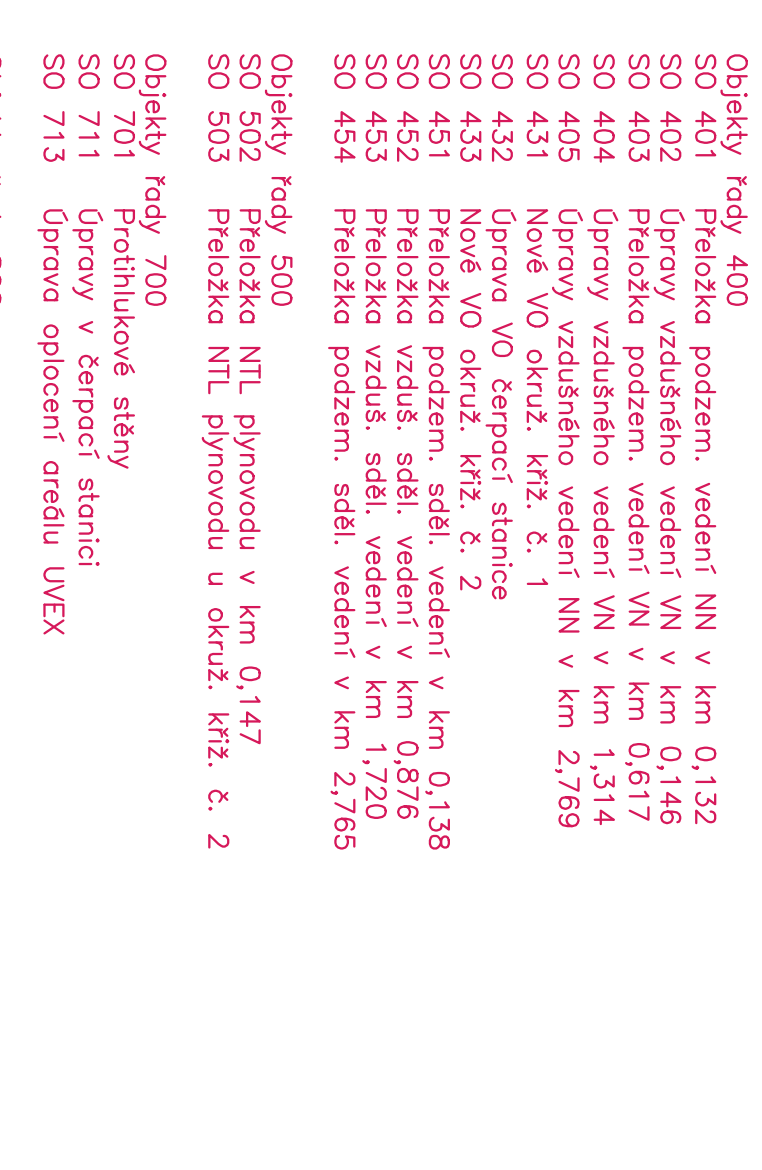 Objekty řady 400
SO 401 Přeložka podzem. vedení NN v km 0,132
SO 402 Úpravy vzdušného vedení VN v km 0,146
SO 403 Přeložka podzem. vedení VN v km 0,617
SO 404 Úpravy vzdušného vedení VN v km 1,314
SO 405 Úpravy vzdušného vedení NN v km 2,769
SO 431 Nové VO okruž. křiž. č. 1
SO 432 Úprava VO čerpací stanice
SO 433 Nové VO okruž. křiž. č. 2
SO 451 Přeložka podzem. sděl. vedení v km 0,138
SO 452 Přeložka vzduš. sděl. vedení v km 0,876
SO 453 Přeložka vzduš. sděl. vedení v km 1,720
SO 454 Přeložka podzem. sděl. vedení v km 2,765
Objekty řady 500
SO 502 Přeložka NTL plynovodu v km 0,147
SO 503 Přeložka NTL plynovodu u okruž. křiž. č. 2
Objekty řady 700
SO 701 Protihlukové stěny
SO 711 Úpravy v čerpací stanici
SO 713 Úprava oplocení areálu UVEX